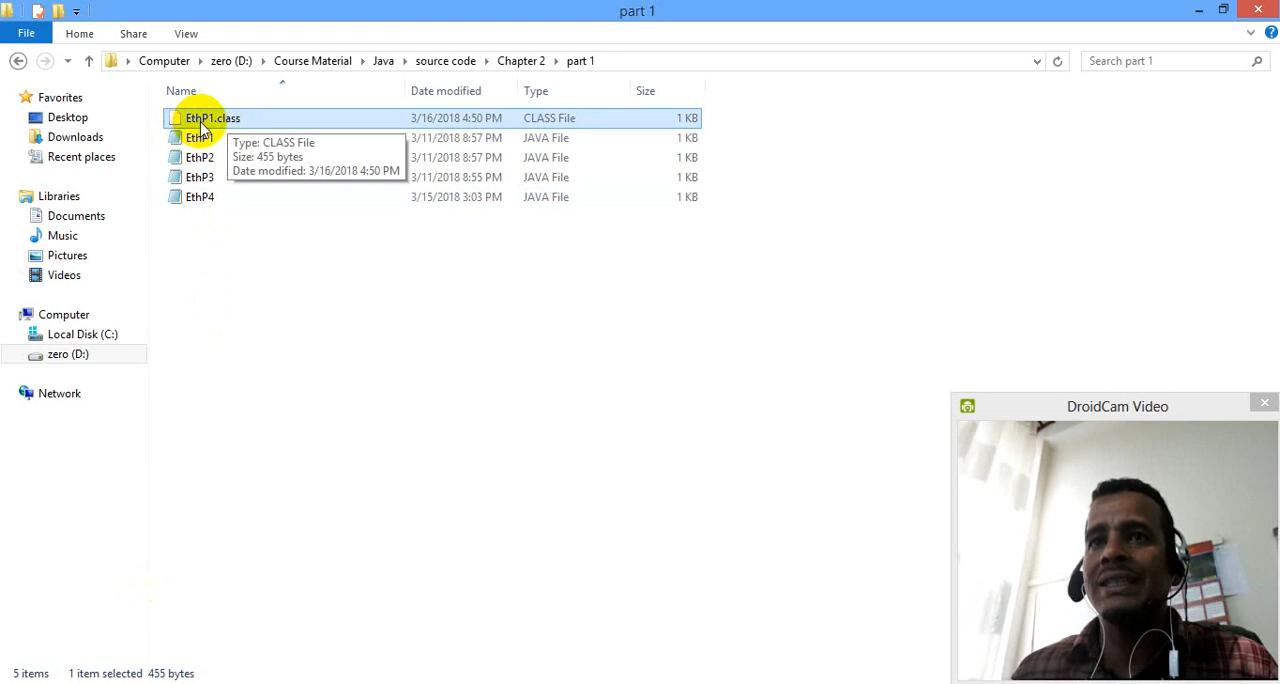 part 1
File Home Share View
Computer zero (D:) Course Material Java source code Chapter 2 part 1
Search part 1
Name Date modified Type Size
Favorites
Desktop
Downloads
Recent places
Libraries
Documents
Music
Pictures
Videos
Computer
Local Disk (C:)
zero (D:)
Network
EthP1.class 3/16/2018 4:50 PM CLASS File 1 KB
EthP1 3/11/2018 8:57 PM JAVA File 1 KB
EthP2 3/11/2018 8:57 PM JAVA File 1 KB
EthP3 3/11/2018 8:55 PM JAVA File 1 KB
EthP4 3/15/2018 3:03 PM JAVA File 1 KB
Type: CLASS File
Size: 455 bytes
Date modified: 3/16/2018 4:50 PM
DroidCam Video
5 items 1 item selected 455 bytes